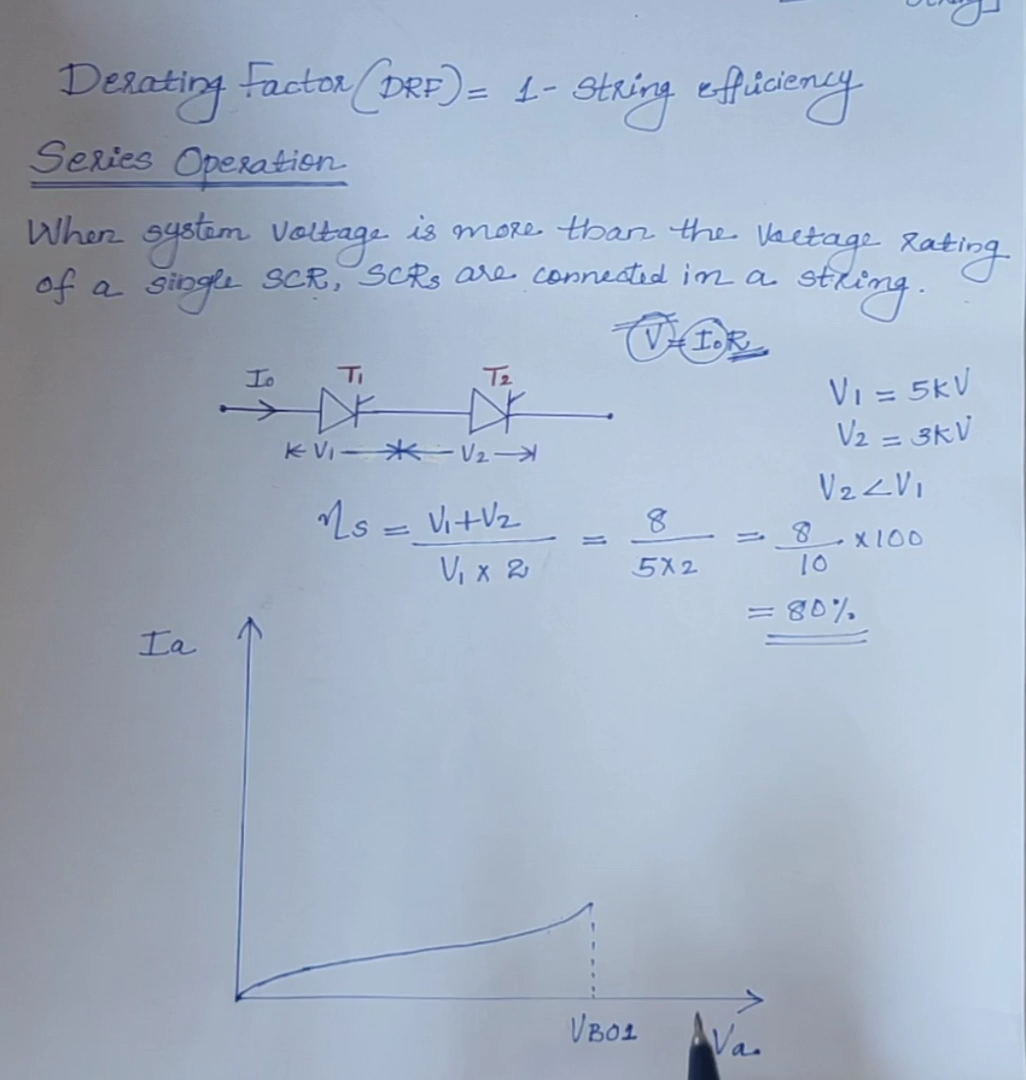 Derating Factor (DRF) = 1 - String efficiency
Series Operation
When system Voltage is more than the Voltage Rating
of a single SCR, SCRs are connected in a string.
V = I₀R
I₀ T₁ T₂
V₁ = 5KV
V₂ = 3KV
V₁ V₂
V₂ < V₁
ηs = V₁+V₂ / V₁ × 2 = 8 / 5×2 = 8 / 10 × 100
= 80%
Ia
VBO1
Va